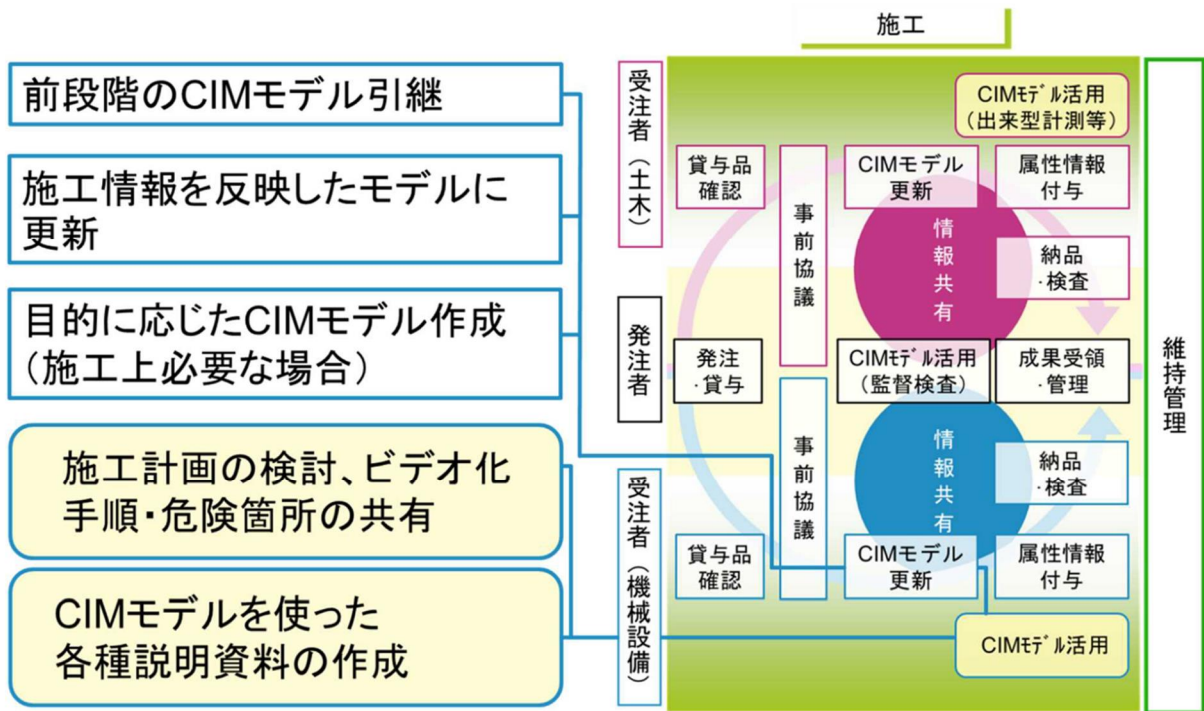 施工
前段階のCIMモデル引継
施工情報を反映したモデルに
更新
目的に応じたCIMモデル作成
（施工上必要な場合）
施工計画の検討、ビデオ化
手順・危険箇所の共有
CIMモデルを使った
各種説明資料の作成
受注者（土木）
CIMﾓﾃﾞﾙ活用
（出来型計測等）
貸与品
確認
事前協議
CIMモデル
更新
属性情報
付与
情報共有
納品
・検査
発注者
発注
・貸与
CIMﾓﾃﾞﾙ活用
（監督検査）
成果受領
・管理
受注者（機械設備）
事前協議
情報共有
納品
・検査
貸与品
確認
CIMモデル
更新
属性情報
付与
CIMﾓﾃﾞﾙ活用
維持管理